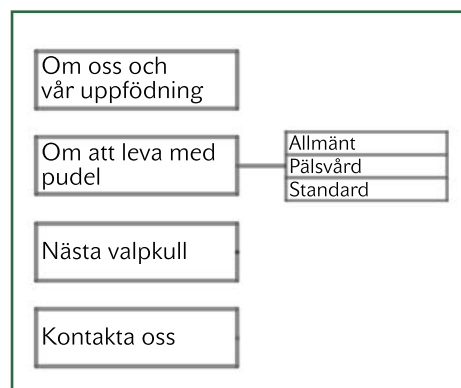 Om oss och
vår uppfödning
Om att leva med
pudel
Allmänt
Pälsvård
Standard
Nästa valpkull
Kontakta oss